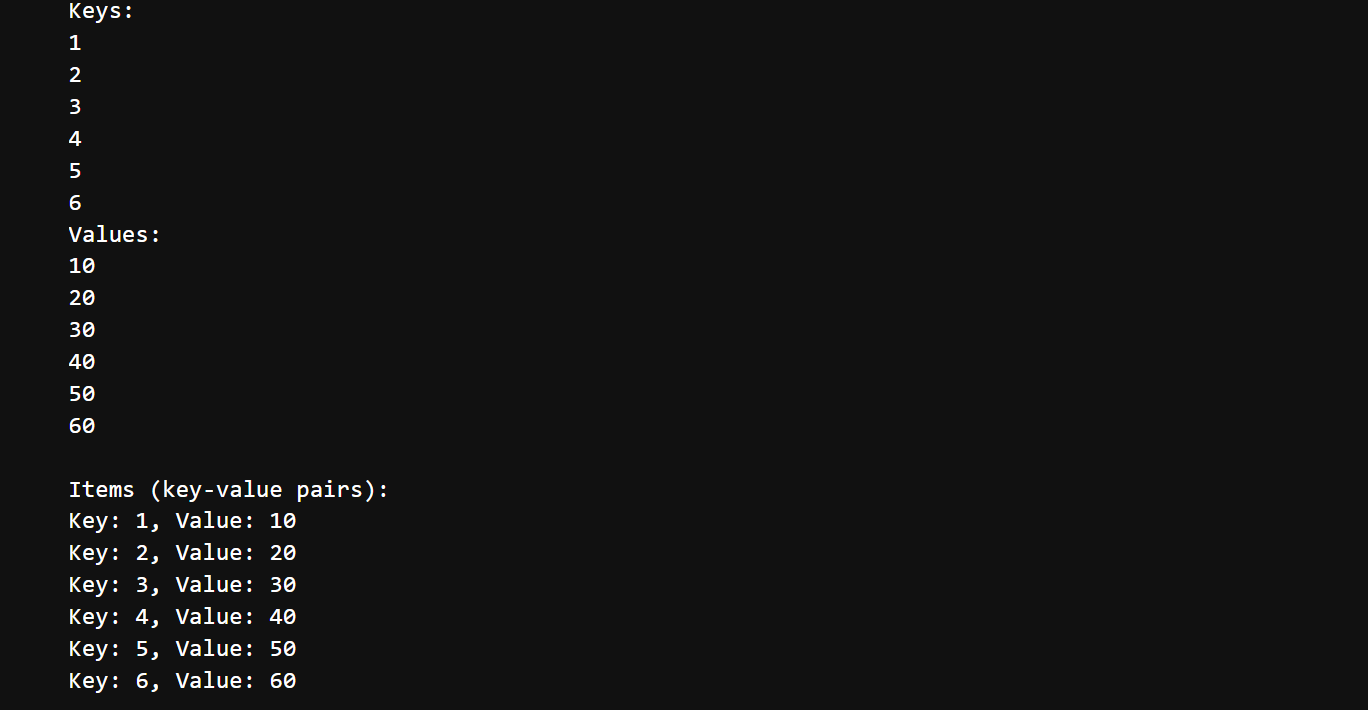 Keys:
1
2
3
4
5
6
Values:
10
20
30
40
50
60
Items (key-value pairs):
Key: 1, Value: 10
Key: 2, Value: 20
Key: 3, Value: 30
Key: 4, Value: 40
Key: 5, Value: 50
Key: 6, Value: 60